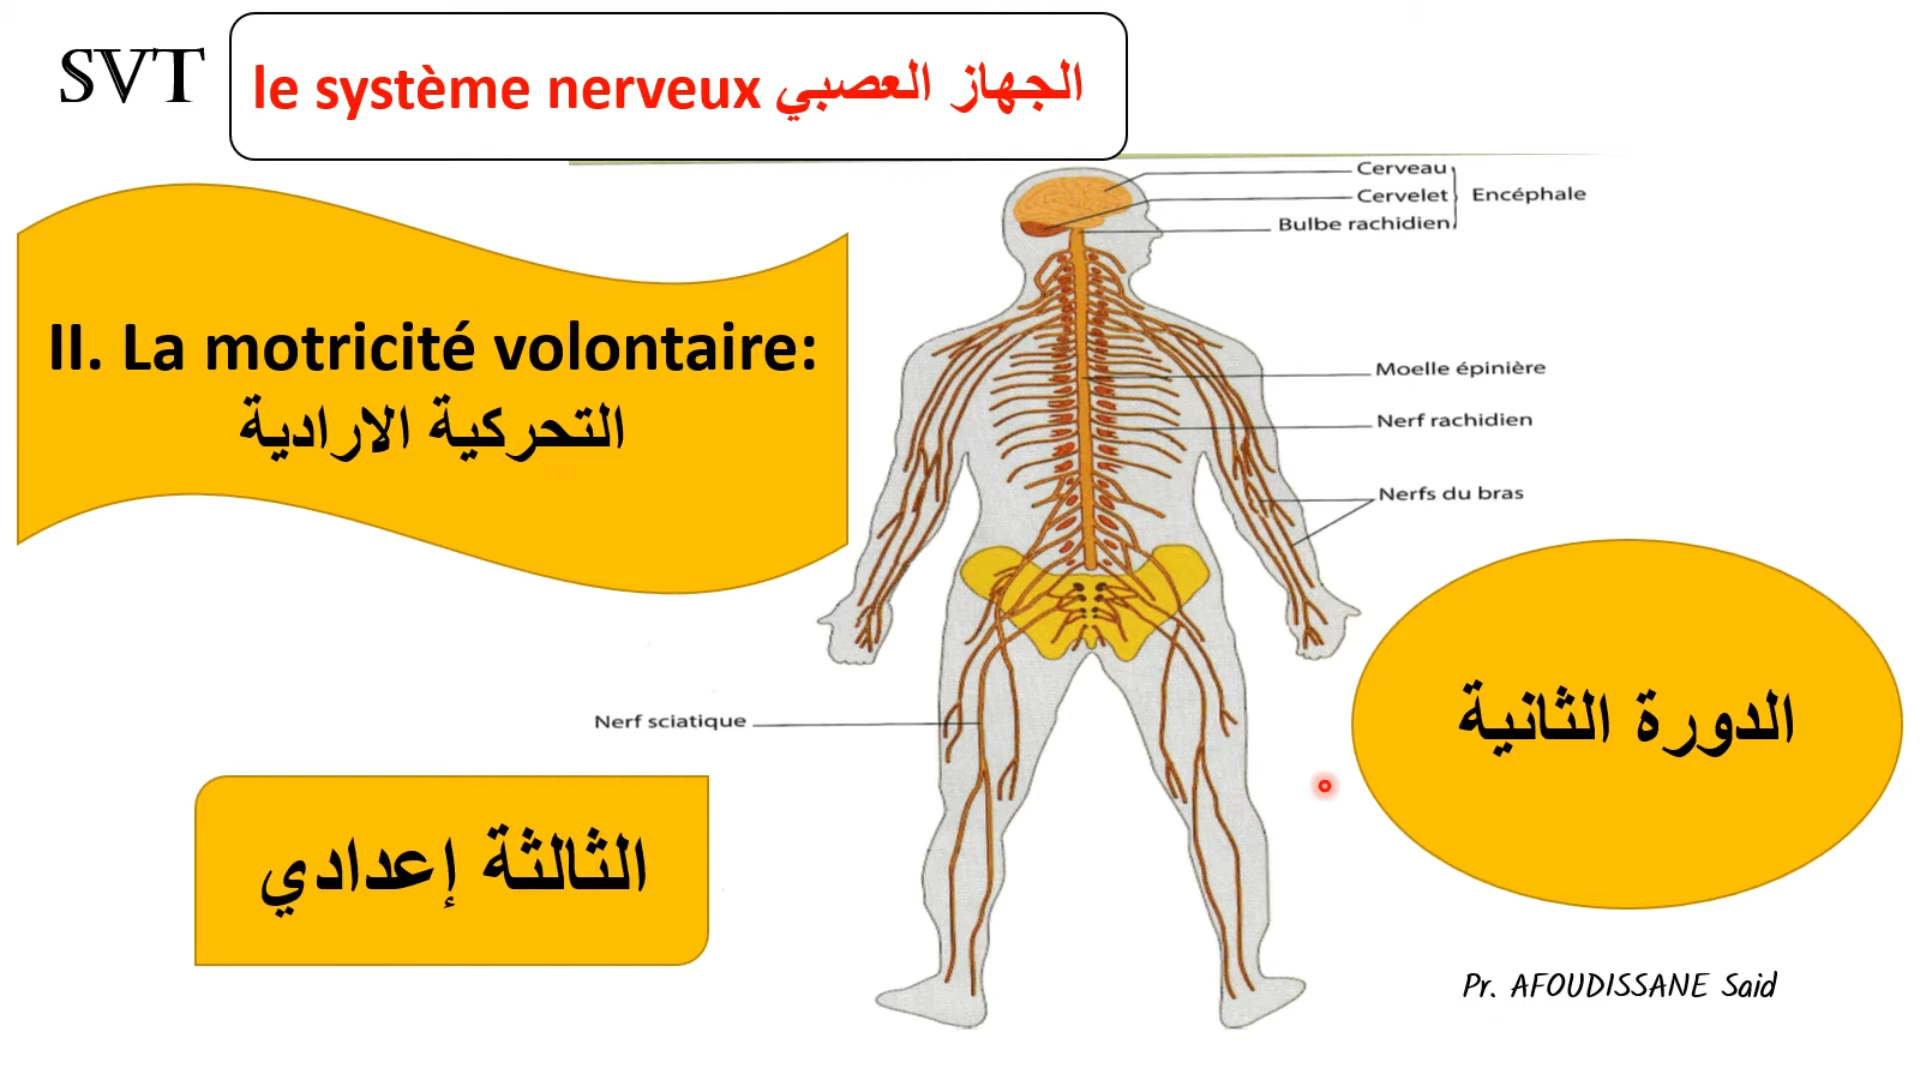 SVT
le système nerveux الجهاز العصبي
II. La motricité volontaire:
التحركية الارادية
Cerveau
Cervelet
Encéphale
Bulbe rachidien
Moelle épinière
Nerf rachidien
Nerfs du bras
Nerf sciatique
الدورة الثانية
الثالثة إعدادي
Pr. AFOUDISSANE Said